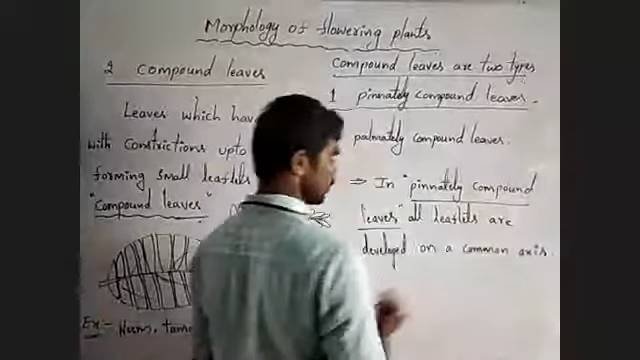 Morphology of flowering plants
2 compound leaves
Leaves which hav
with constrictions upto
forming small leaflets
"Compound leaves"
Ex:- Neem, tama
Compound leaves are two types
1 pinnately compound leaves.
palmately compound leaves.
⇒ In "pinnately compound
leaves" all leaflets are
developed on a common axis.